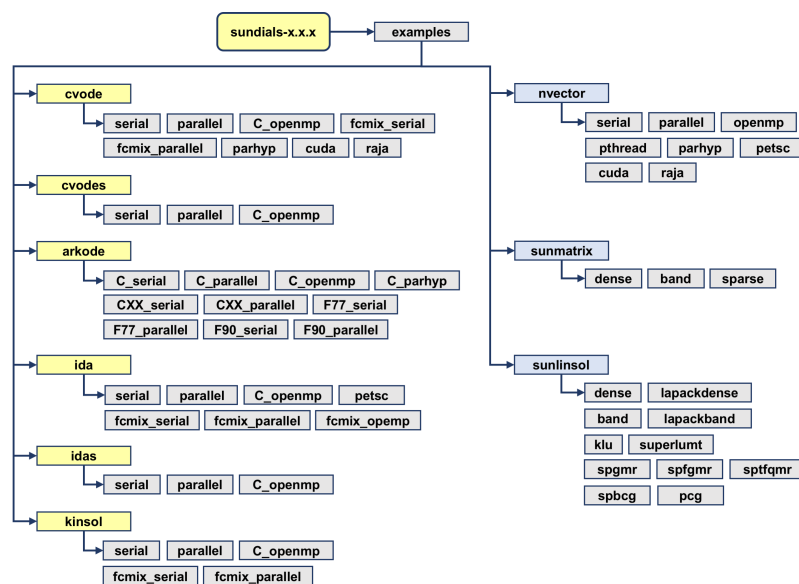 sundials-x.x.x examples
cvode
serial parallel C_openmp fcmix_serial
fcmix_parallel parhyp cuda raja
cvodes
serial parallel C_openmp
arkode
C_serial C_parallel C_openmp C_parhyp
CXX_serial CXX_parallel F77_serial
F77_parallel F90_serial F90_parallel
ida
serial parallel C_openmp petsc
fcmix_serial fcmix_parallel fcmix_opemp
idas
serial parallel C_openmp
kinsol
serial parallel C_openmp
fcmix_serial fcmix_parallel
nvector
serial parallel openmp
pthread parhyp petsc
cuda raja
sunmatrix
dense band sparse
sunlinsol
dense lapackdense
band lapackband
klu superlumt
spgmr spfgmr sptfqmr
spbcg pcg